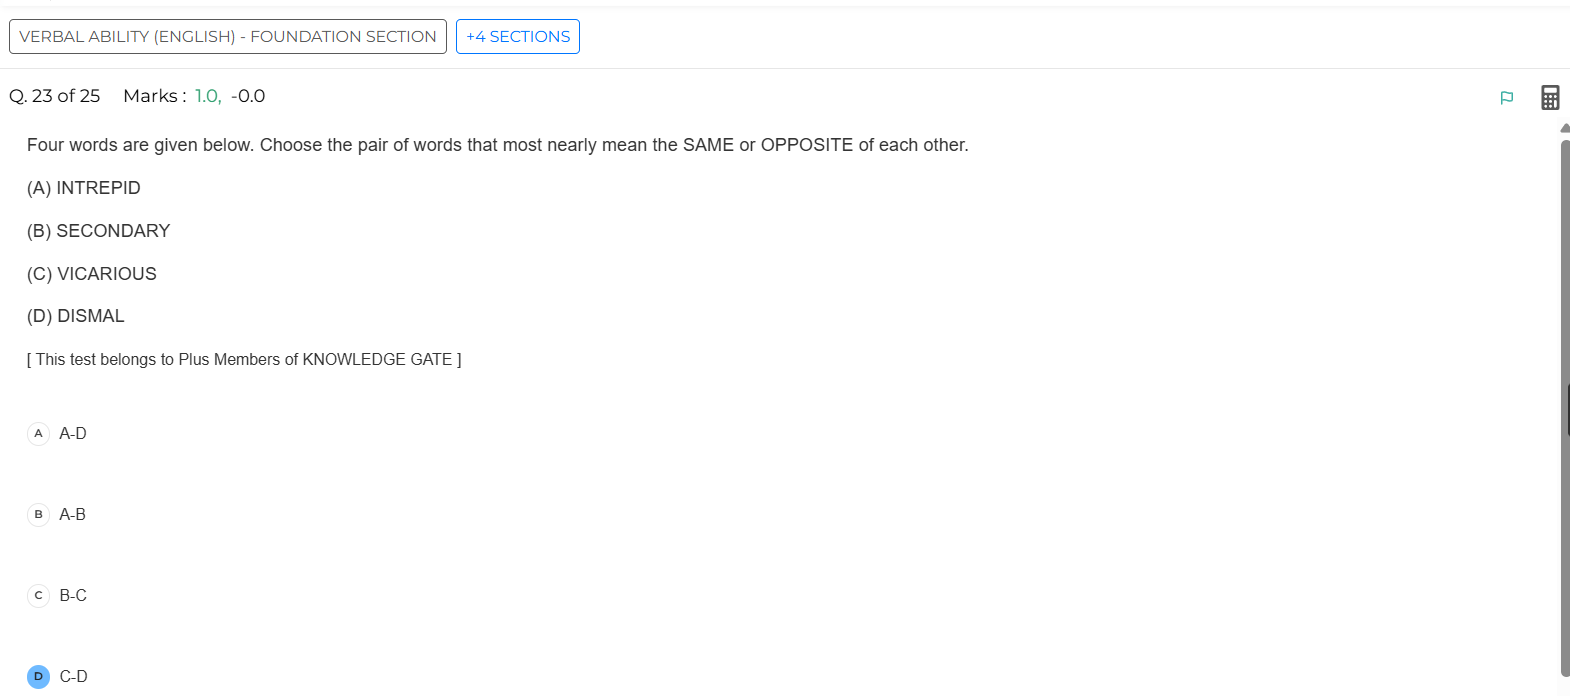 VERBAL ABILITY (ENGLISH) - FOUNDATION SECTION +4 SECTIONS
Q. 23 of 25 Marks : 1.0, -0.0
Four words are given below. Choose the pair of words that most nearly mean the SAME or OPPOSITE of each other.
(A) INTREPID
(B) SECONDARY
(C) VICARIOUS
(D) DISMAL
[ This test belongs to Plus Members of KNOWLEDGE GATE ]
A A-D
B A-B
C B-C
D C-D